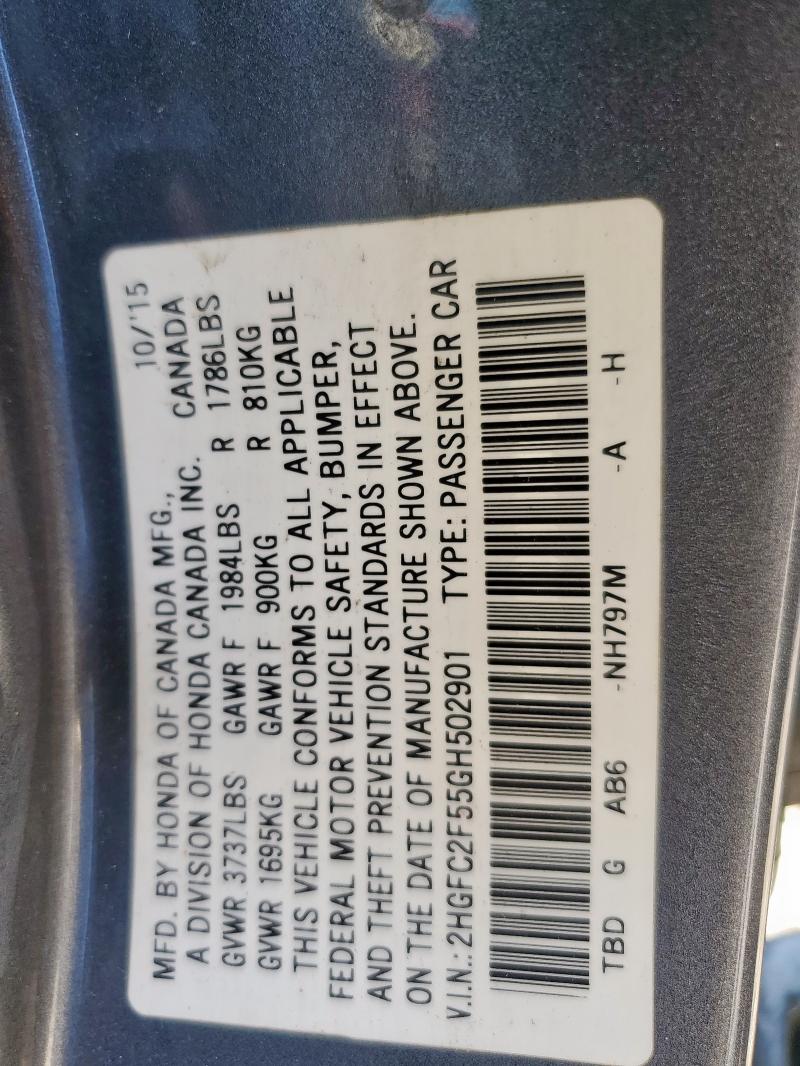 MFD. BY HONDA OF CANADA MFG., 10/'15
A DIVISION OF HONDA CANADA INC. CANADA
GVWR 3737LBS GAWR F 1984LBS R 1786LBS
GVWR 1695KG GAWR F 900KG R 810KG
THIS VEHICLE CONFORMS TO ALL APPLICABLE
FEDERAL MOTOR VEHICLE SAFETY, BUMPER,
AND THEFT PREVENTION STANDARDS IN EFFECT
ON THE DATE OF MANUFACTURE SHOWN ABOVE.
V.I.N.: 2HGFC2F55GH502901 TYPE: PASSENGER CAR
TBD G AB6 -NH797M -A -H